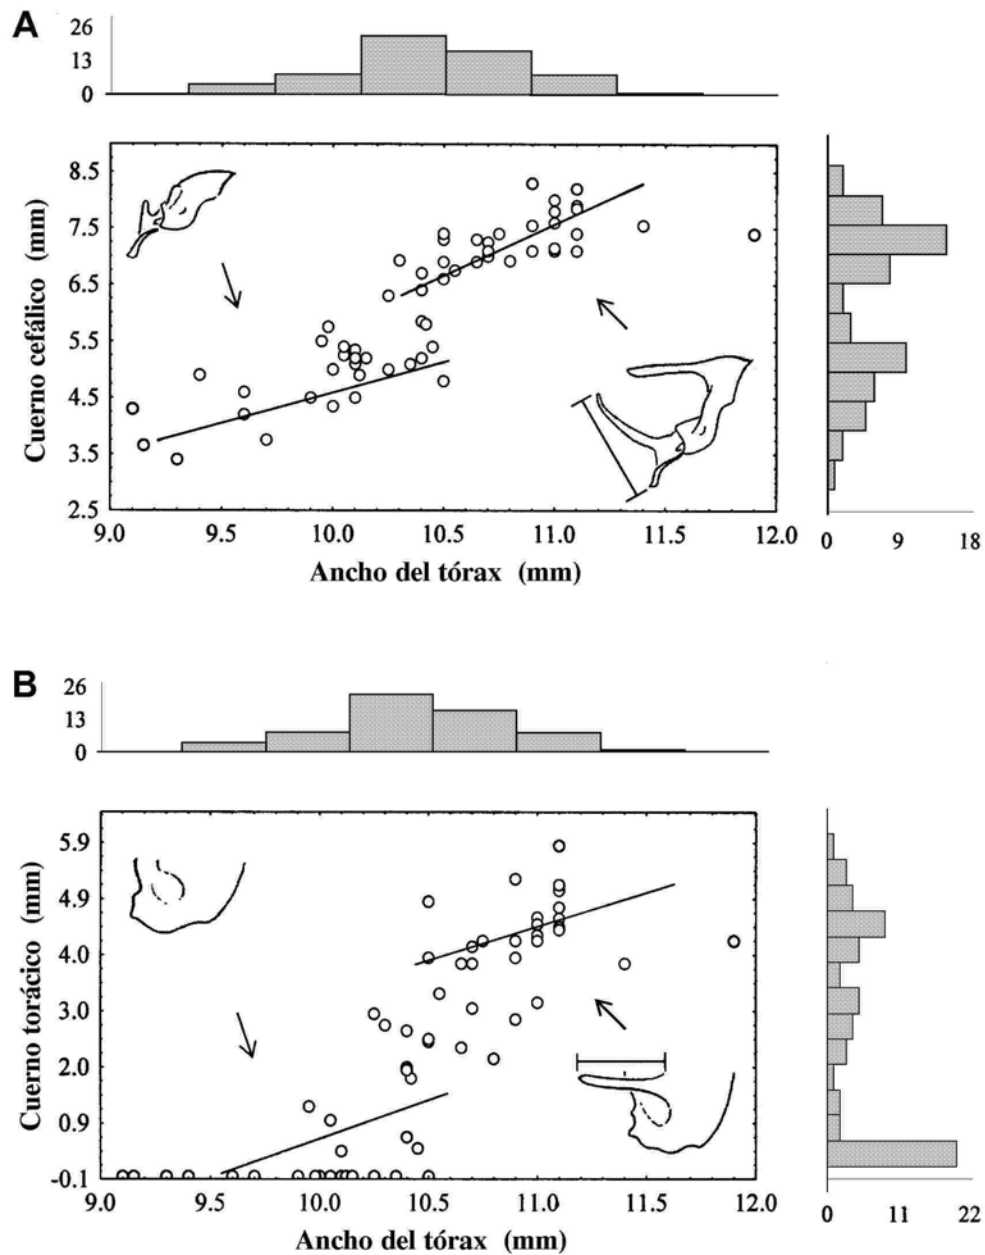 A
26
13
0
8.5
7.5
6.5
5.5
4.5
3.5
2.5
Cuerno cefálico (mm)
9.0 9.5 10.0 10.5 11.0 11.5 12.0
Ancho del tórax (mm)
0 9 18
B
26
13
0
5.9
4.9
4.0
3.0
2.0
0.9
-0.1
Cuerno torácico (mm)
9.0 9.5 10.0 10.5 11.0 11.5 12.0
Ancho del tórax (mm)
0 11 22